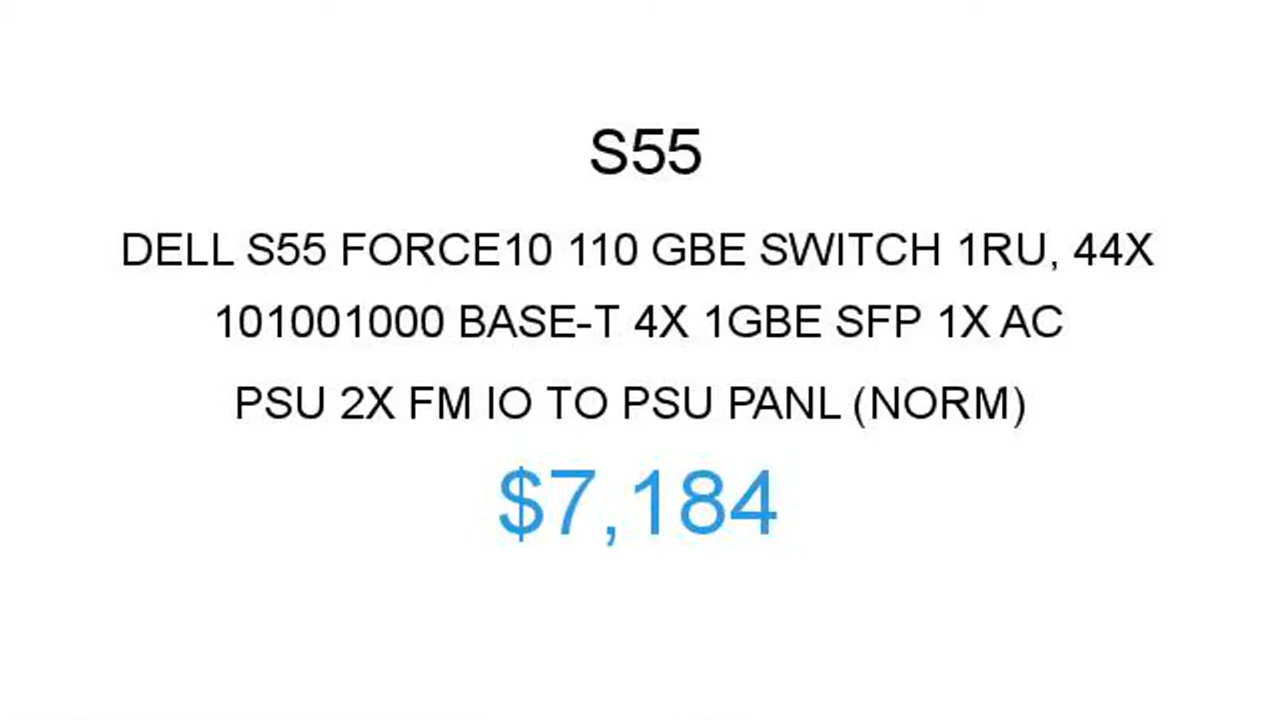 S55
DELL S55 FORCE10 110 GBE SWITCH 1RU, 44X
101001000 BASE-T 4X 1GBE SFP 1X AC
PSU 2X FM IO TO PSU PANL (NORM)
$7,184